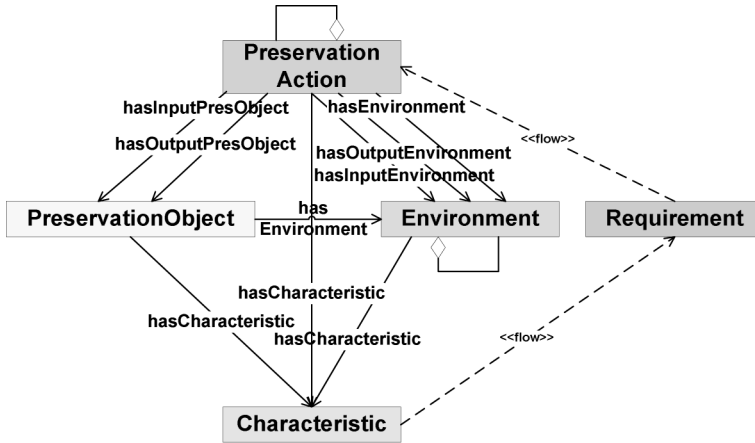 Preservation
Action
hasInputPresObject
hasEnvironment
<<flow>>
hasOutputPresObject
hasOutputEnvironment
hasInputEnvironment
PreservationObject
has
Environment
Environment
Requirement
hasCharacteristic
hasCharacteristic
hasCharacteristic
<<flow>>
Characteristic